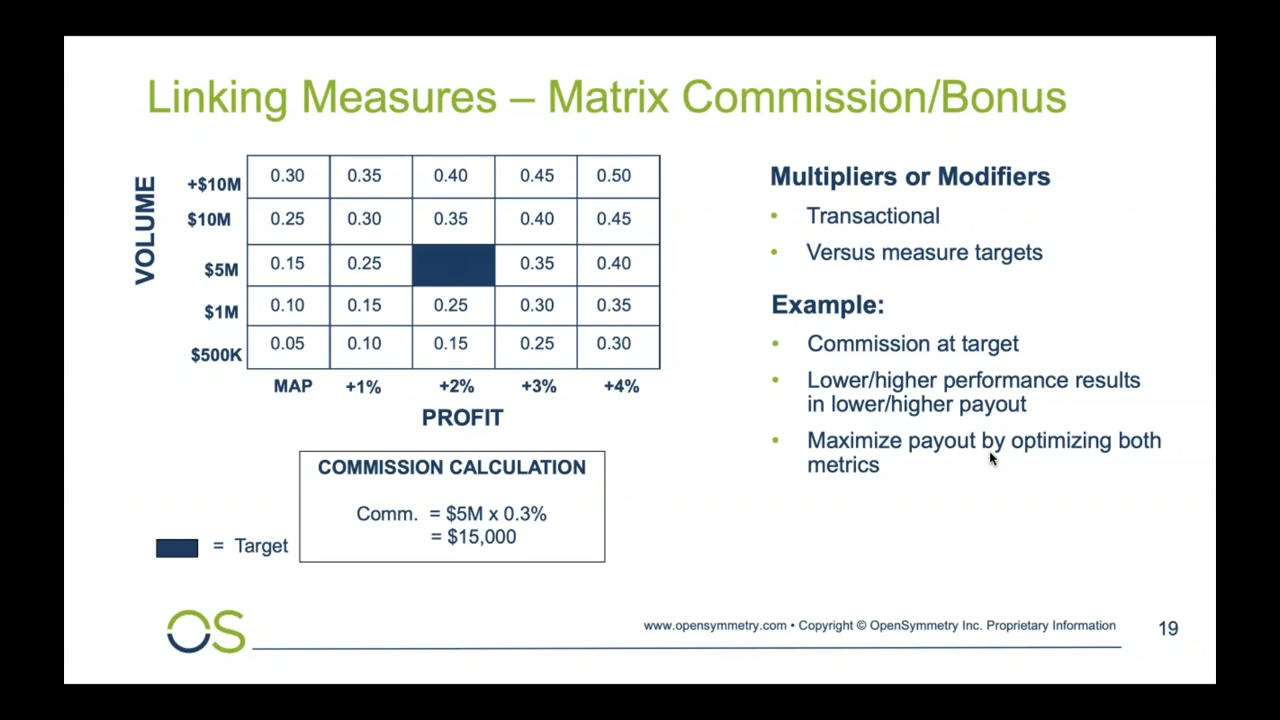 Linking Measures – Matrix Commission/Bonus
VOLUME
+$10M 0.30 0.35 0.40 0.45 0.50
$10M 0.25 0.30 0.35 0.40 0.45
$5M 0.15 0.25 0.35 0.40
$1M 0.10 0.15 0.25 0.30 0.35
$500K 0.05 0.10 0.15 0.25 0.30
MAP +1% +2% +3% +4%
PROFIT
COMMISSION CALCULATION
Comm. = $5M x 0.3%
= $15,000
= Target
Multipliers or Modifiers
• Transactional
• Versus measure targets
Example:
• Commission at target
• Lower/higher performance results
in lower/higher payout
• Maximize payout by optimizing both
metrics
OS
www.opensymmetry.com • Copyright © OpenSymmetry Inc. Proprietary Information
19